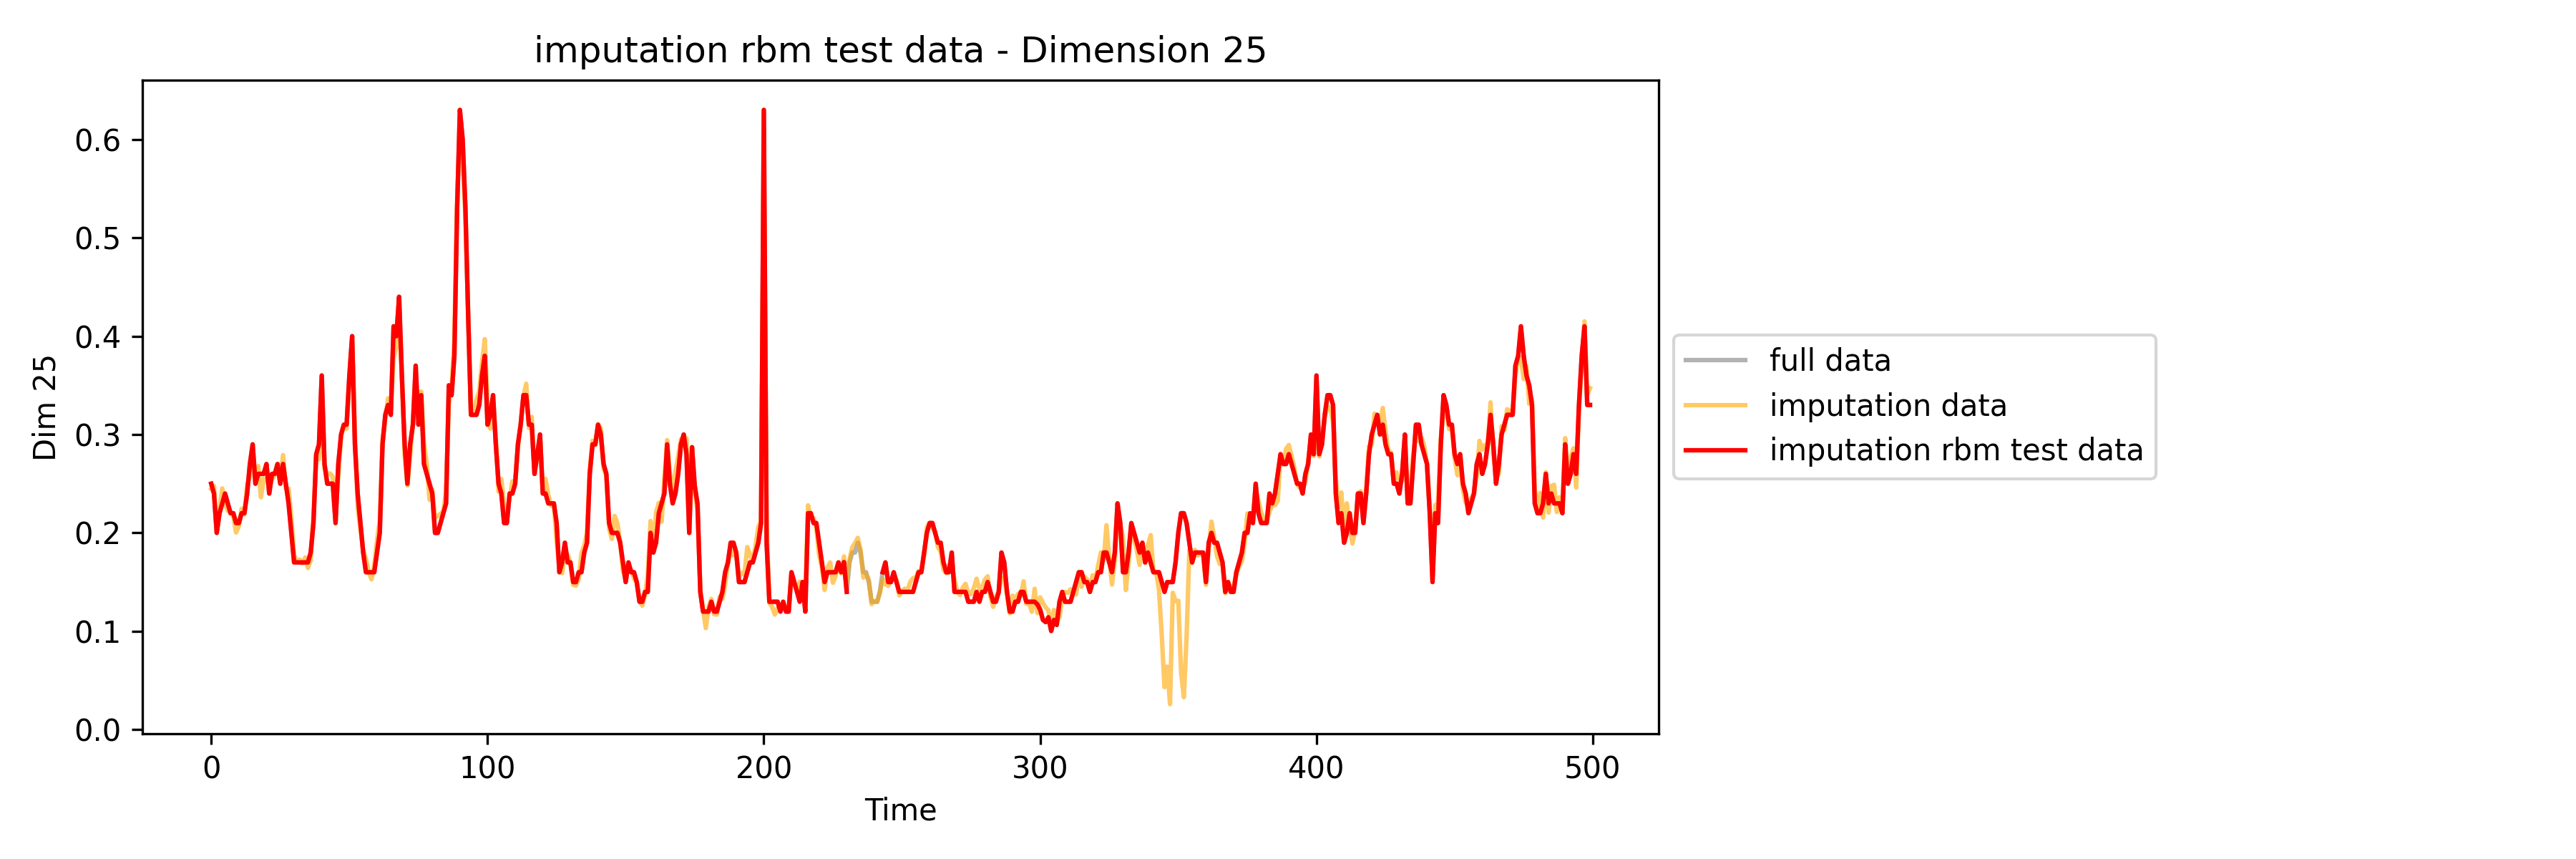 imputation rbm test data - Dimension 25
0.6
0.5
0.4
0.3
0.2
0.1
0.0
Dim 25
0 100 200 300 400 500
Time
full data
imputation data
imputation rbm test data